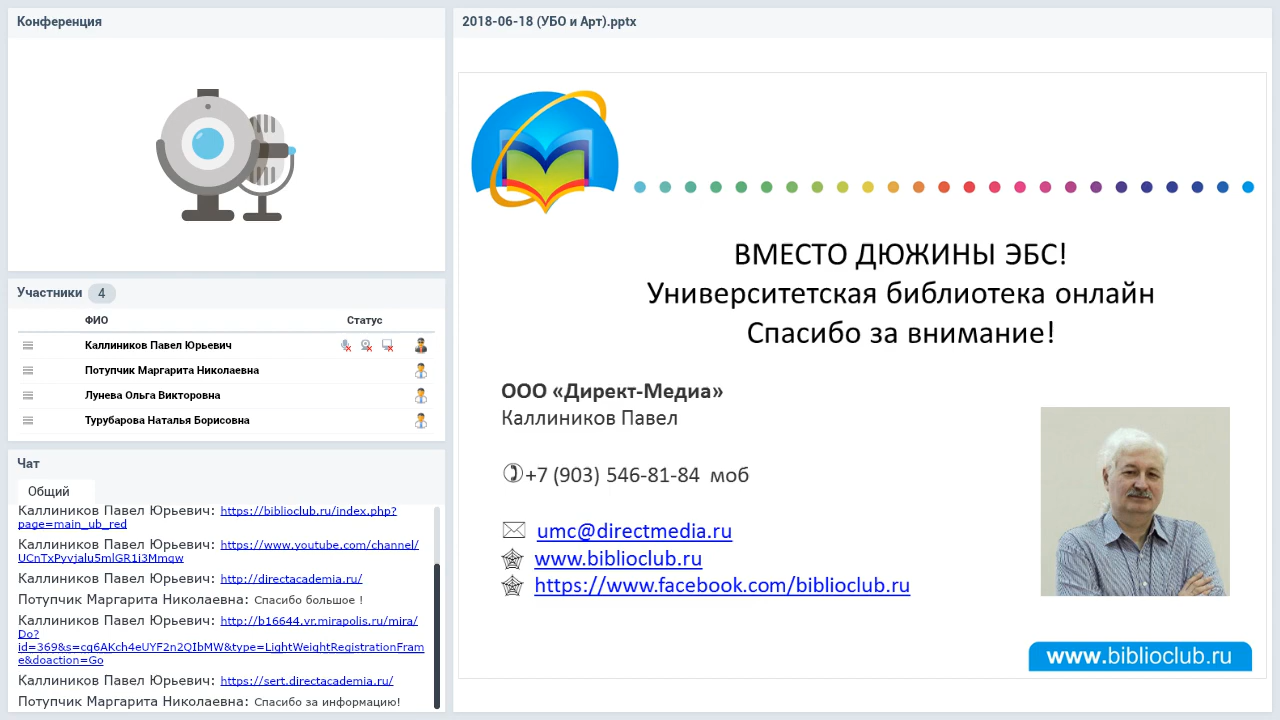 Конференция
Участники 4
ФИО Статус
Каллиников Павел Юрьевич
Потупчик Маргарита Николаевна
Лунева Ольга Викторовна
Турубарова Наталья Борисовна
Чат
Общий
Каллиников Павел Юрьевич: https://biblioclub.ru/index.php?
page=main_ub_red
Каллиников Павел Юрьевич: https://www.youtube.com/channel/
UCnTxPyvjalu5mlGR1i3Mmqw
Каллиников Павел Юрьевич: http://directacademia.ru/
Потупчик Маргарита Николаевна: Спасибо большое !
Каллиников Павел Юрьевич: http://b16644.vr.mirapolis.ru/mira/
Do?
id=369&s=cq6AKch4eUYF2n2QIbMW&type=LightWeightRegistrationFram
e&doaction=Go
Каллиников Павел Юрьевич: https://sert.directacademia.ru/
Потупчик Маргарита Николаевна: Спасибо за информацию!
2018-06-18 (УБО и Арт).pptx
ВМЕСТО ДЮЖИНЫ ЭБС!
Университетская библиотека онлайн
Спасибо за внимание!
ООО «Директ-Медиа»
Каллиников Павел
+7 (903) 546-81-84 моб
umc@directmedia.ru
www.biblioclub.ru
https://www.facebook.com/biblioclub.ru
www.biblioclub.ru